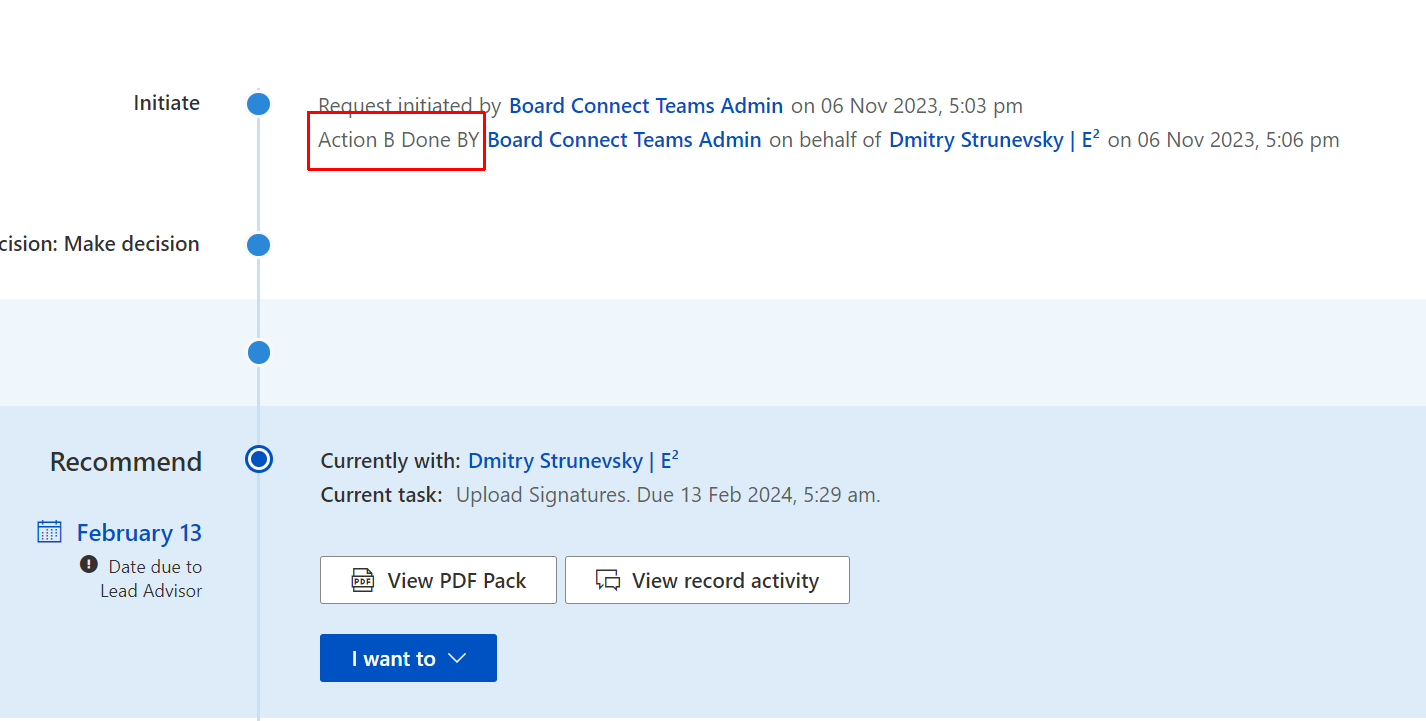 Initiate
Request initiated by Board Connect Teams Admin on 06 Nov 2023, 5:03 pm
Action B Done BY Board Connect Teams Admin on behalf of Dmitry Strunevsky | E² on 06 Nov 2023, 5:06 pm
cision: Make decision
Recommend
Currently with: Dmitry Strunevsky | E²
Current task: Upload Signatures. Due 13 Feb 2024, 5:29 am.
February 13
Date due to
Lead Advisor
PDF View PDF Pack
View record activity
I want to